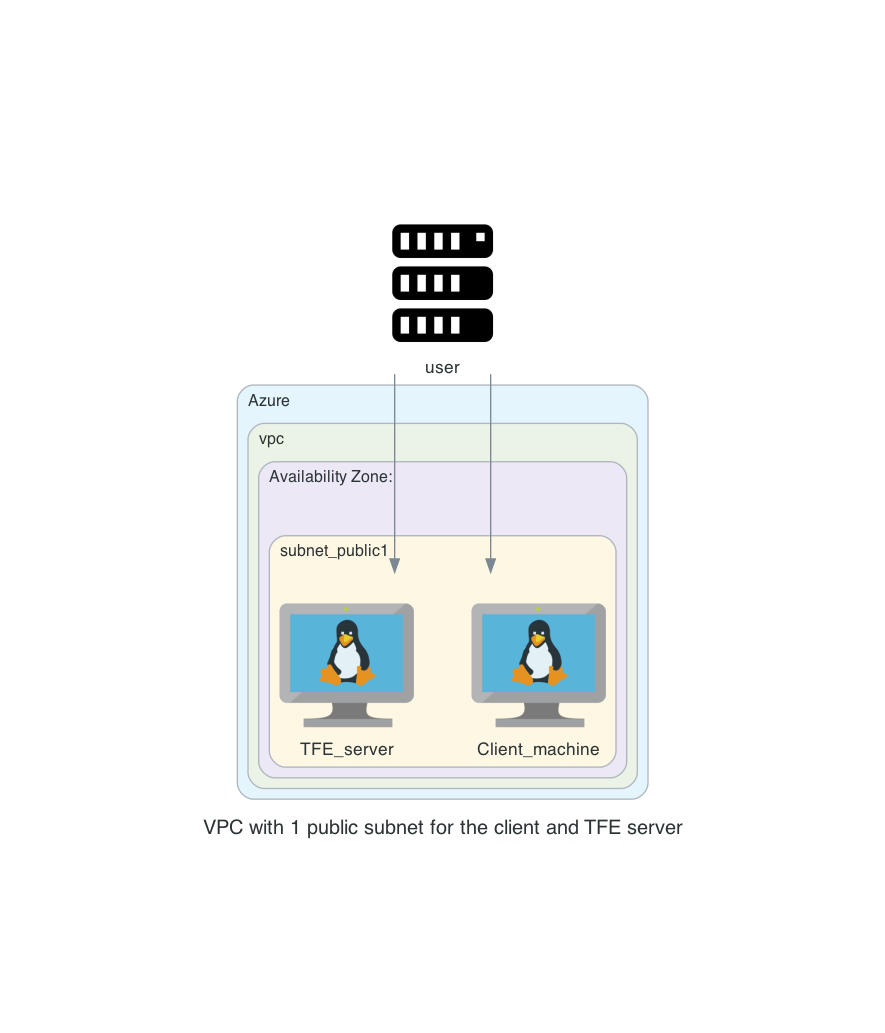 user
Azure
vpc
Availability Zone:
subnet_public1
TFE_server
Client_machine
VPC with 1 public subnet for the client and TFE server